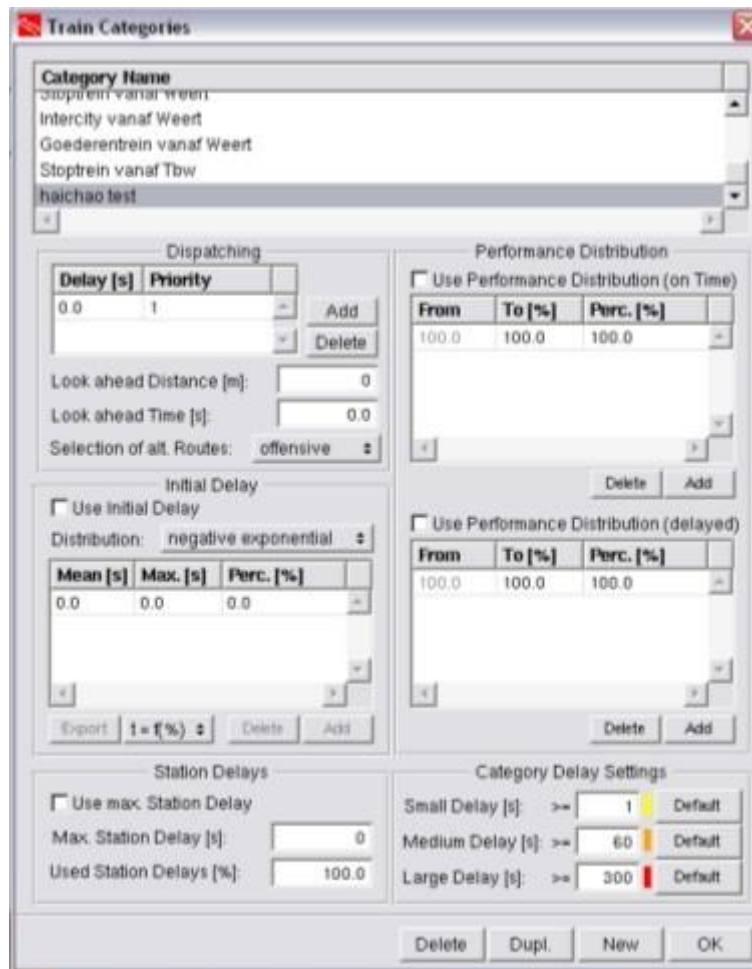 Train Categories
Category Name
Stoptrein vanaf Weert
Intercity vanaf Weert
Goederentrein vanaf Weert
Stoptrein vanaf Tbw
haichao test
Dispatching
Delay [s] Priority
0.0 1
Add
Delete
Look ahead Distance [m]: 0
Look ahead Time [s]: 0.0
Selection of alt. Routes: offensive
Initial Delay
Use Initial Delay
Distribution: negative exponential
Mean [s] Max. [s] Perc. [%]
0.0 0.0 0.0
Export t = f(%) Delete Add
Station Delays
Use max. Station Delay
Max. Station Delay [s]: 0
Used Station Delays [%]: 100.0
Performance Distribution
Use Performance Distribution (on Time)
From To [%] Perc. [%]
100.0 100.0 100.0
Delete Add
Use Performance Distribution (delayed)
From To [%] Perc. [%]
100.0 100.0 100.0
Delete Add
Category Delay Settings
Small Delay [s]: >= 1 Default
Medium Delay [s]: >= 60 Default
Large Delay [s]: >= 300 Default
Delete Dupl. New OK